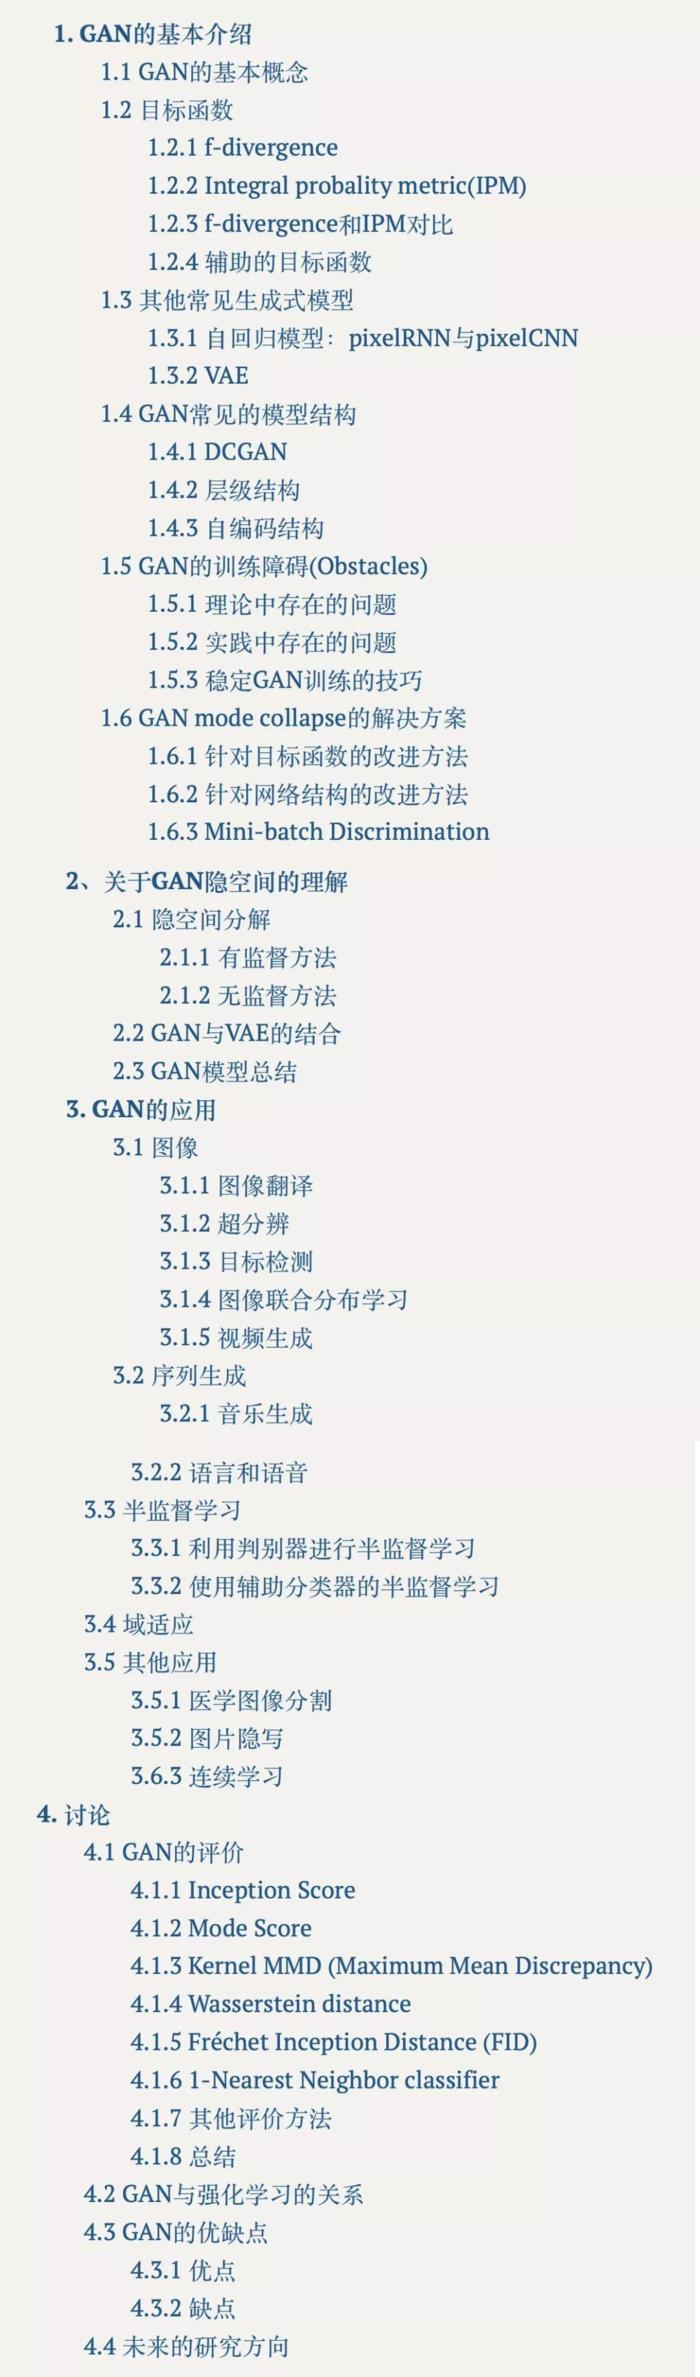 1. GAN的基本介绍
1.1 GAN的基本概念
1.2 目标函数
1.2.1 f-divergence
1.2.2 Integral probality metric(IPM)
1.2.3 f-divergence和IPM对比
1.2.4 辅助的目标函数
1.3 其他常见生成式模型
1.3.1 自回归模型：pixelRNN与pixelCNN
1.3.2 VAE
1.4 GAN常见的模型结构
1.4.1 DCGAN
1.4.2 层级结构
1.4.3 自编码结构
1.5 GAN的训练障碍(Obstacles)
1.5.1 理论中存在的问题
1.5.2 实践中存在的问题
1.5.3 稳定GAN训练的技巧
1.6 GAN mode collapse的解决方案
1.6.1 针对目标函数的改进方法
1.6.2 针对网络结构的改进方法
1.6.3 Mini-batch Discrimination
2、关于GAN隐空间的理解
2.1 隐空间分解
2.1.1 有监督方法
2.1.2 无监督方法
2.2 GAN与VAE的结合
2.3 GAN模型总结
3. GAN的应用
3.1 图像
3.1.1 图像翻译
3.1.2 超分辨
3.1.3 目标检测
3.1.4 图像联合分布学习
3.1.5 视频生成
3.2 序列生成
3.2.1 音乐生成
3.2.2 语言和语音
3.3 半监督学习
3.3.1 利用判别器进行半监督学习
3.3.2 使用辅助分类器的半监督学习
3.4 域适应
3.5 其他应用
3.5.1 医学图像分割
3.5.2 图片隐写
3.6.3 连续学习
4. 讨论
4.1 GAN的评价
4.1.1 Inception Score
4.1.2 Mode Score
4.1.3 Kernel MMD (Maximum Mean Discrepancy)
4.1.4 Wasserstein distance
4.1.5 Fréchet Inception Distance (FID)
4.1.6 1-Nearest Neighbor classifier
4.1.7 其他评价方法
4.1.8 总结
4.2 GAN与强化学习的关系
4.3 GAN的优缺点
4.3.1 优点
4.3.2 缺点
4.4 未来的研究方向